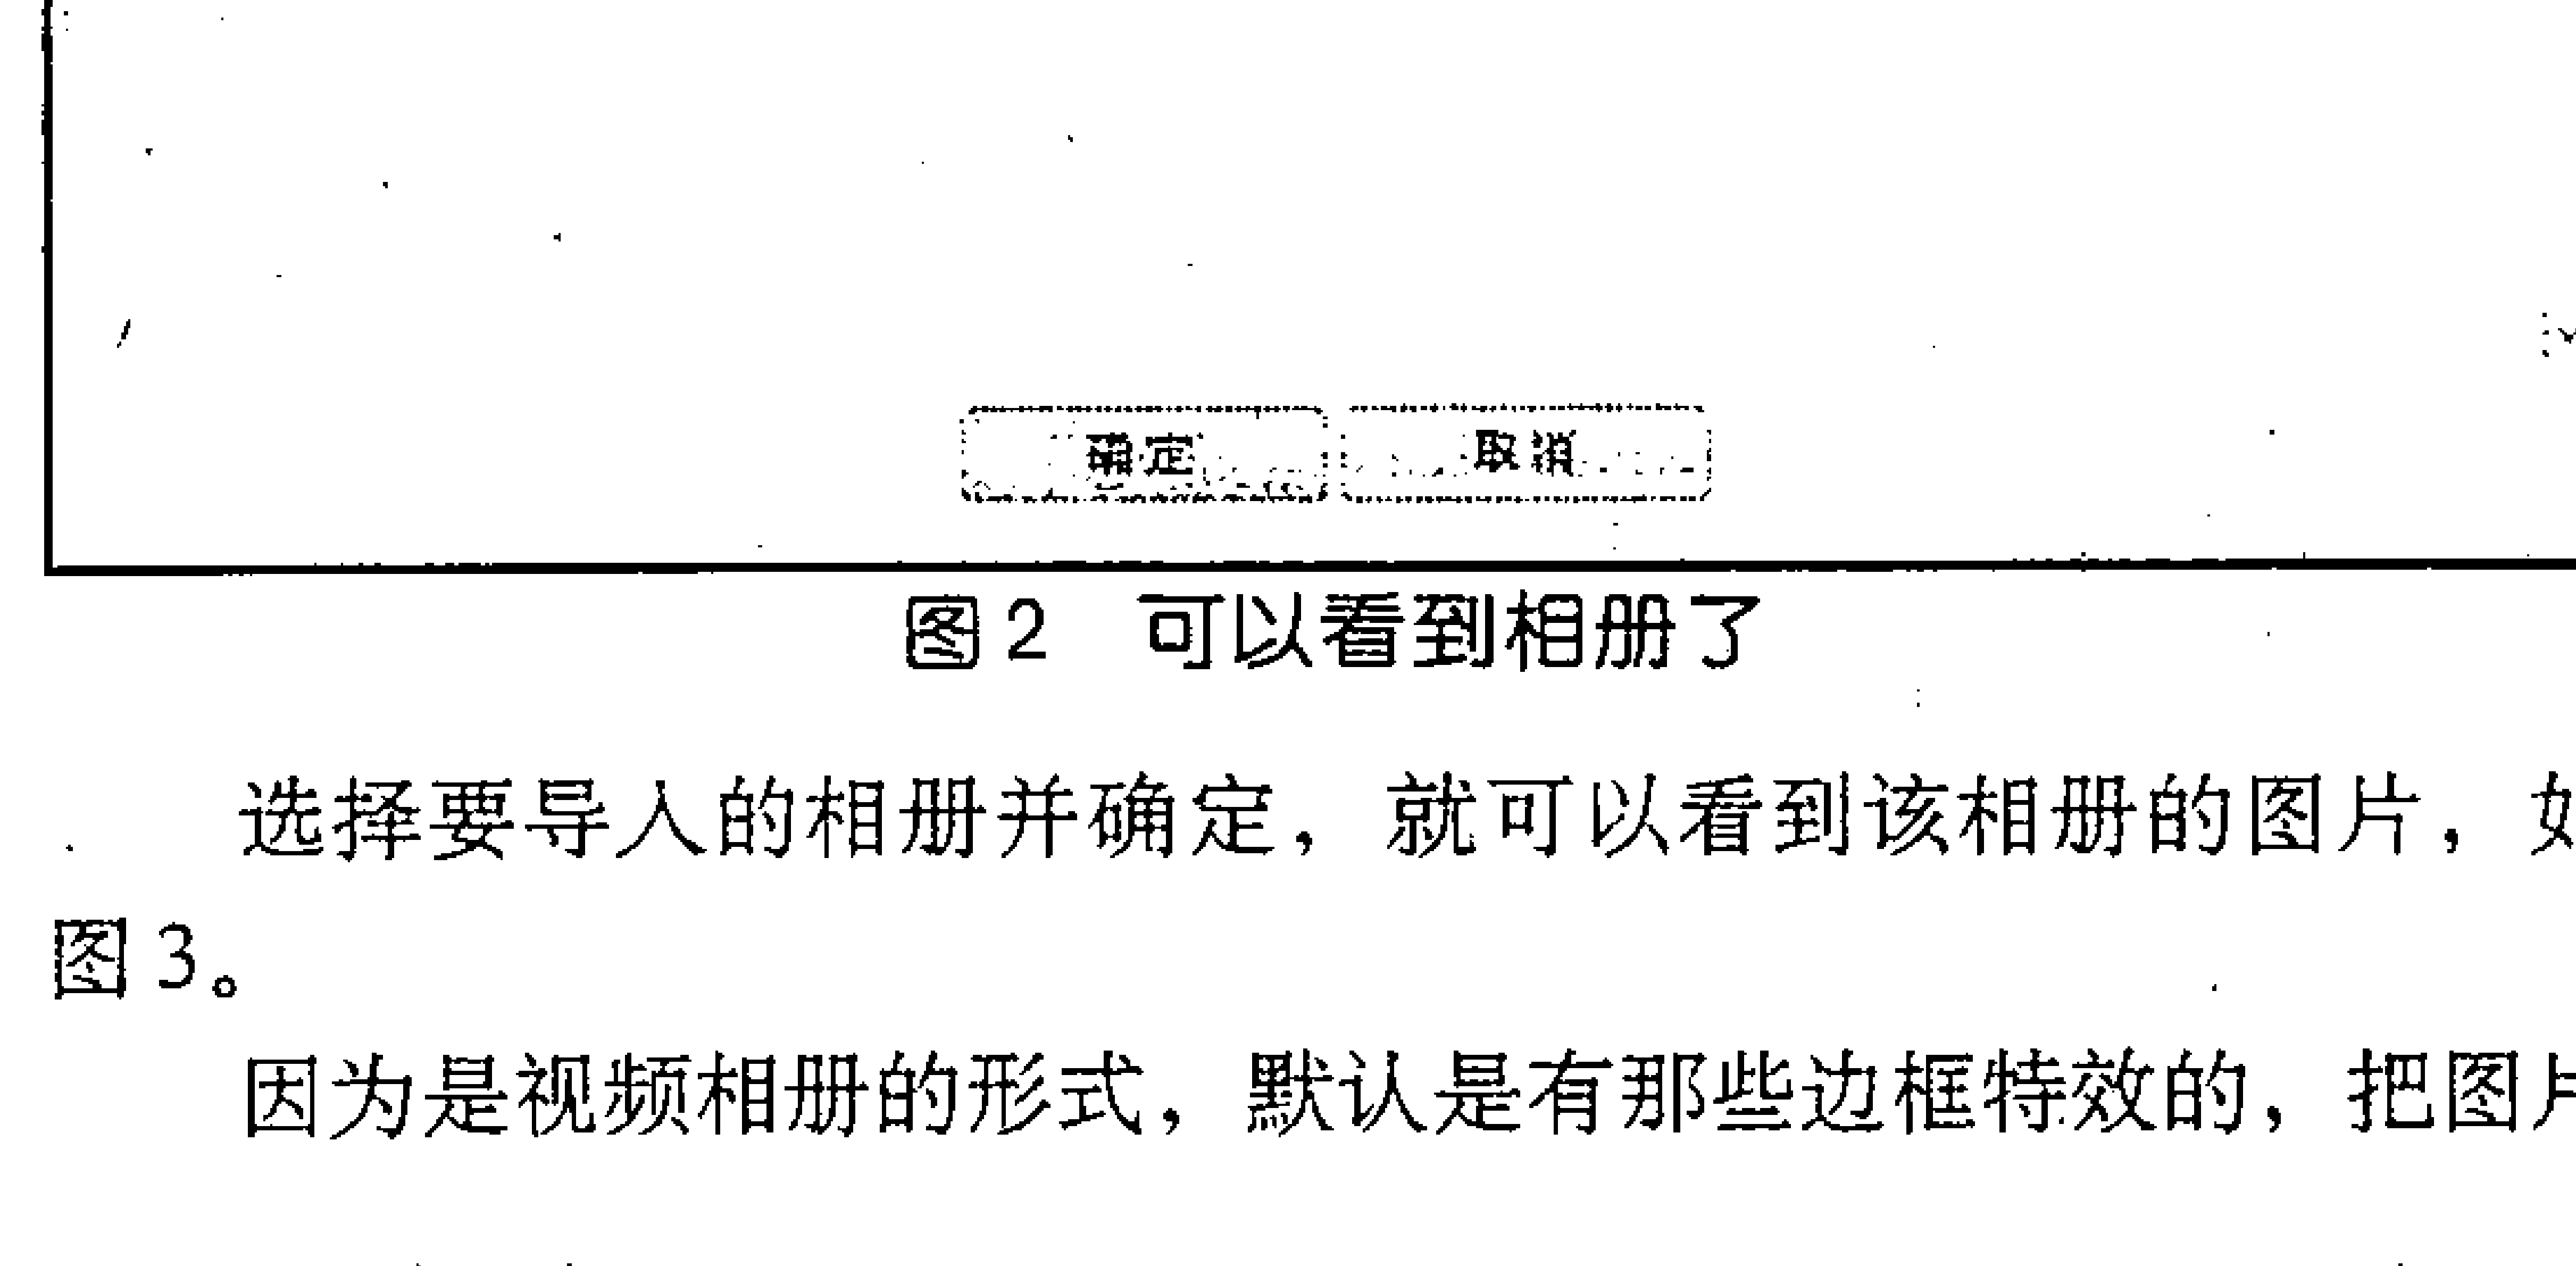 确定 取消
图2 可以看到相册了
选择要导入的相册并确定，就可以看到该相册的图片，如
图3。
因为是视频相册的形式，默认是有那些边框特效的，把图片